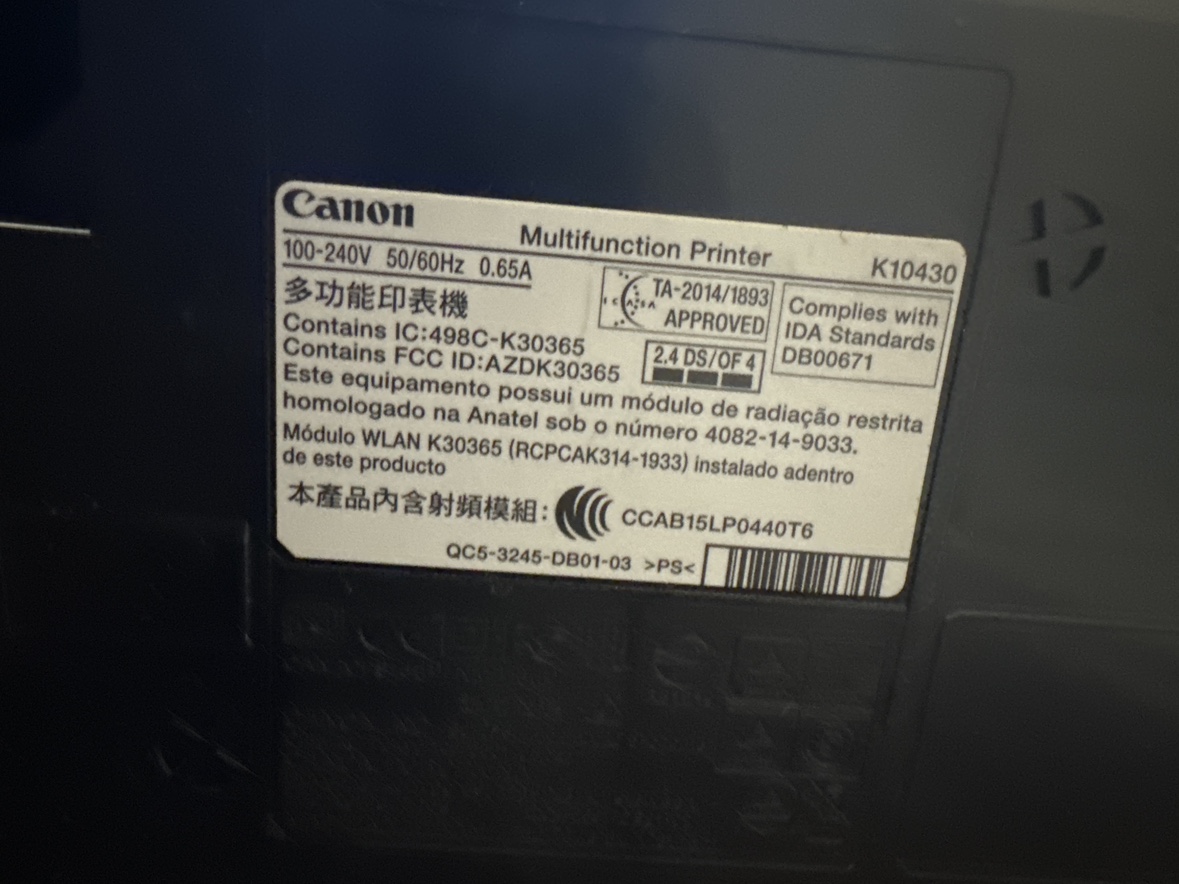 Canon
Multifunction Printer
K10430
100-240V 50/60Hz 0.65A
多功能印表機
Contains IC:498C-K30365
Contains FCC ID:AZDK30365
ICASA
TA-2014/1893
APPROVED
2.4 DS/OF 4
Complies with
IDA Standards
DB00671
Este equipamento possui um módulo de radiação restrita
homologado na Anatel sob o número 4082-14-9033.
Módulo WLAN K30365 (RCPCAK314-1933) instalado adentro
de este producto
本產品內含射頻模組:
CCAB15LP0440T6
QC5-3245-DB01-03 >PS<